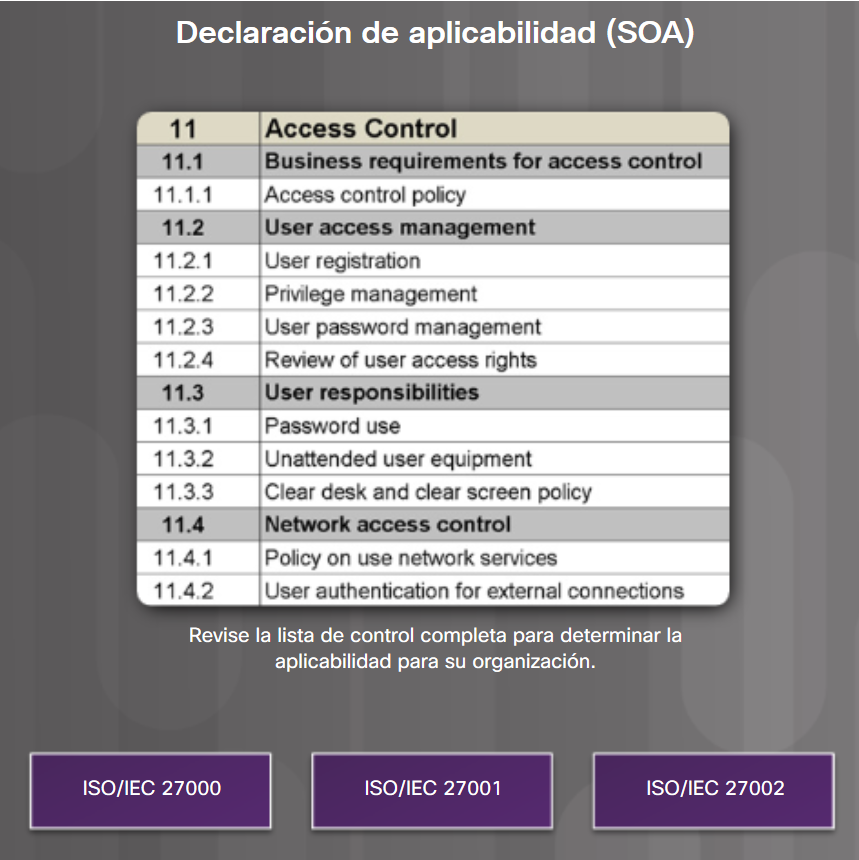 Declaración de aplicabilidad (SOA)
11 Access Control
11.1 Business requirements for access control
11.1.1 Access control policy
11.2 User access management
11.2.1 User registration
11.2.2 Privilege management
11.2.3 User password management
11.2.4 Review of user access rights
11.3 User responsibilities
11.3.1 Password use
11.3.2 Unattended user equipment
11.3.3 Clear desk and clear screen policy
11.4 Network access control
11.4.1 Policy on use network services
11.4.2 User authentication for external connections
Revise la lista de control completa para determinar la
aplicabilidad para su organización.
ISO/IEC 27000 ISO/IEC 27001 ISO/IEC 27002